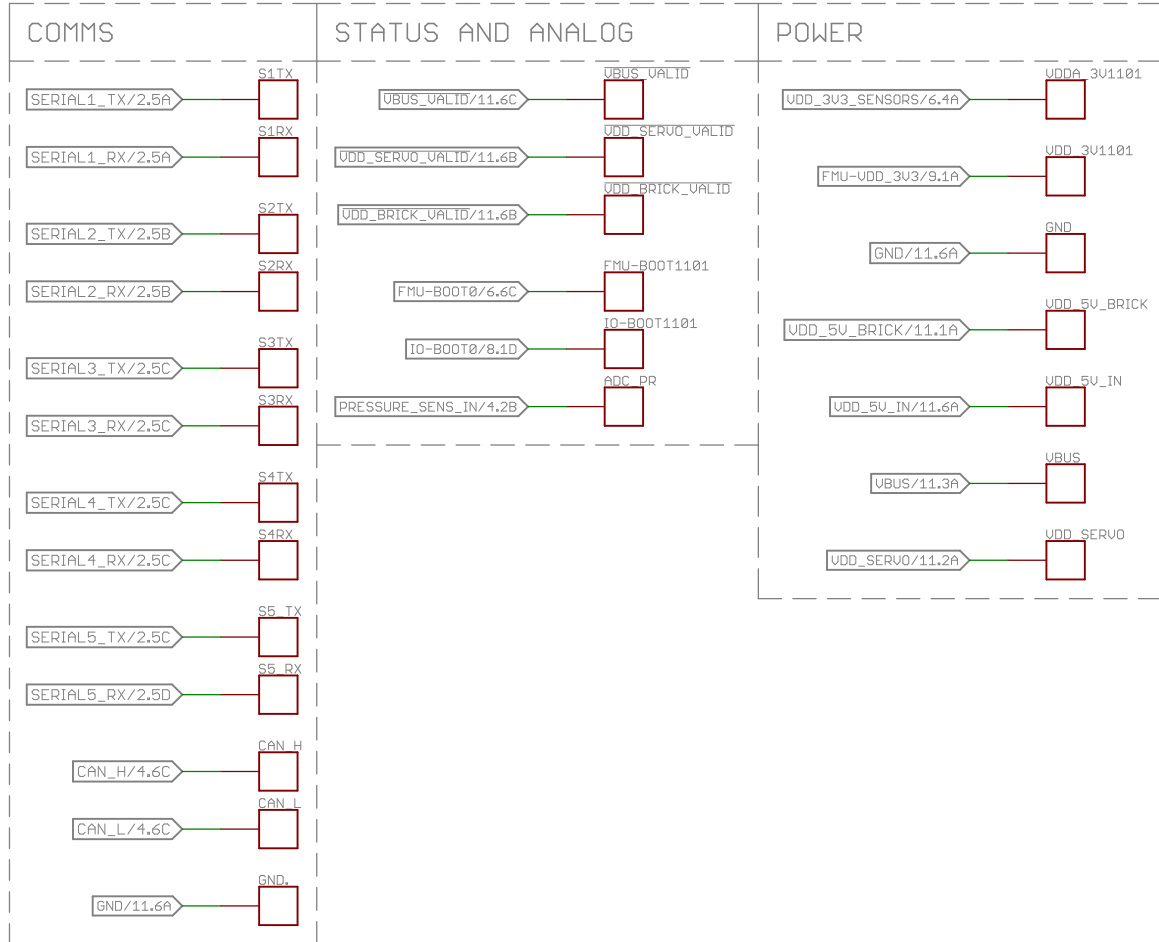 COMMS
S1TX
SERIAL1_TX/2.5A
S1RX
SERIAL1_RX/2.5A
S2TX
SERIAL2_TX/2.5B
S2RX
SERIAL2_RX/2.5B
S3TX
SERIAL3_TX/2.5C
S3RX
SERIAL3_RX/2.5C
S4TX
SERIAL4_TX/2.5C
S4RX
SERIAL4_RX/2.5C
S5_TX
SERIAL5_TX/2.5C
S5_RX
SERIAL5_RX/2.5D
CAN_H
CAN_H/4.6C
CAN_L
CAN_L/4.6C
GND.
GND/11.6A
STATUS AND ANALOG
VBUS_VALID
VBUS_VALID/11.6C
VDD_SERVO_VALID
VDD_SERVO_VALID/11.6B
VDD_BRICK_VALID
VDD_BRICK_VALID/11.6B
FMU-BOOT1101
FMU-BOOT0/6.6C
IO-BOOT1101
IO-BOOT0/8.1D
ADC_PR
PRESSURE_SENS_IN/4.2B
POWER
VDDA_3V1101
VDD_3V3_SENSORS/6.4A
VDD_3V1101
FMU-VDD_3V3/9.1A
GND
GND/11.6A
VDD_5V_BRICK
VDD_5V_BRICK/11.1A
VDD_5V_IN
VDD_5V_IN/11.6A
VBUS
VBUS/11.3A
VDD_SERVO
VDD_SERVO/11.2A